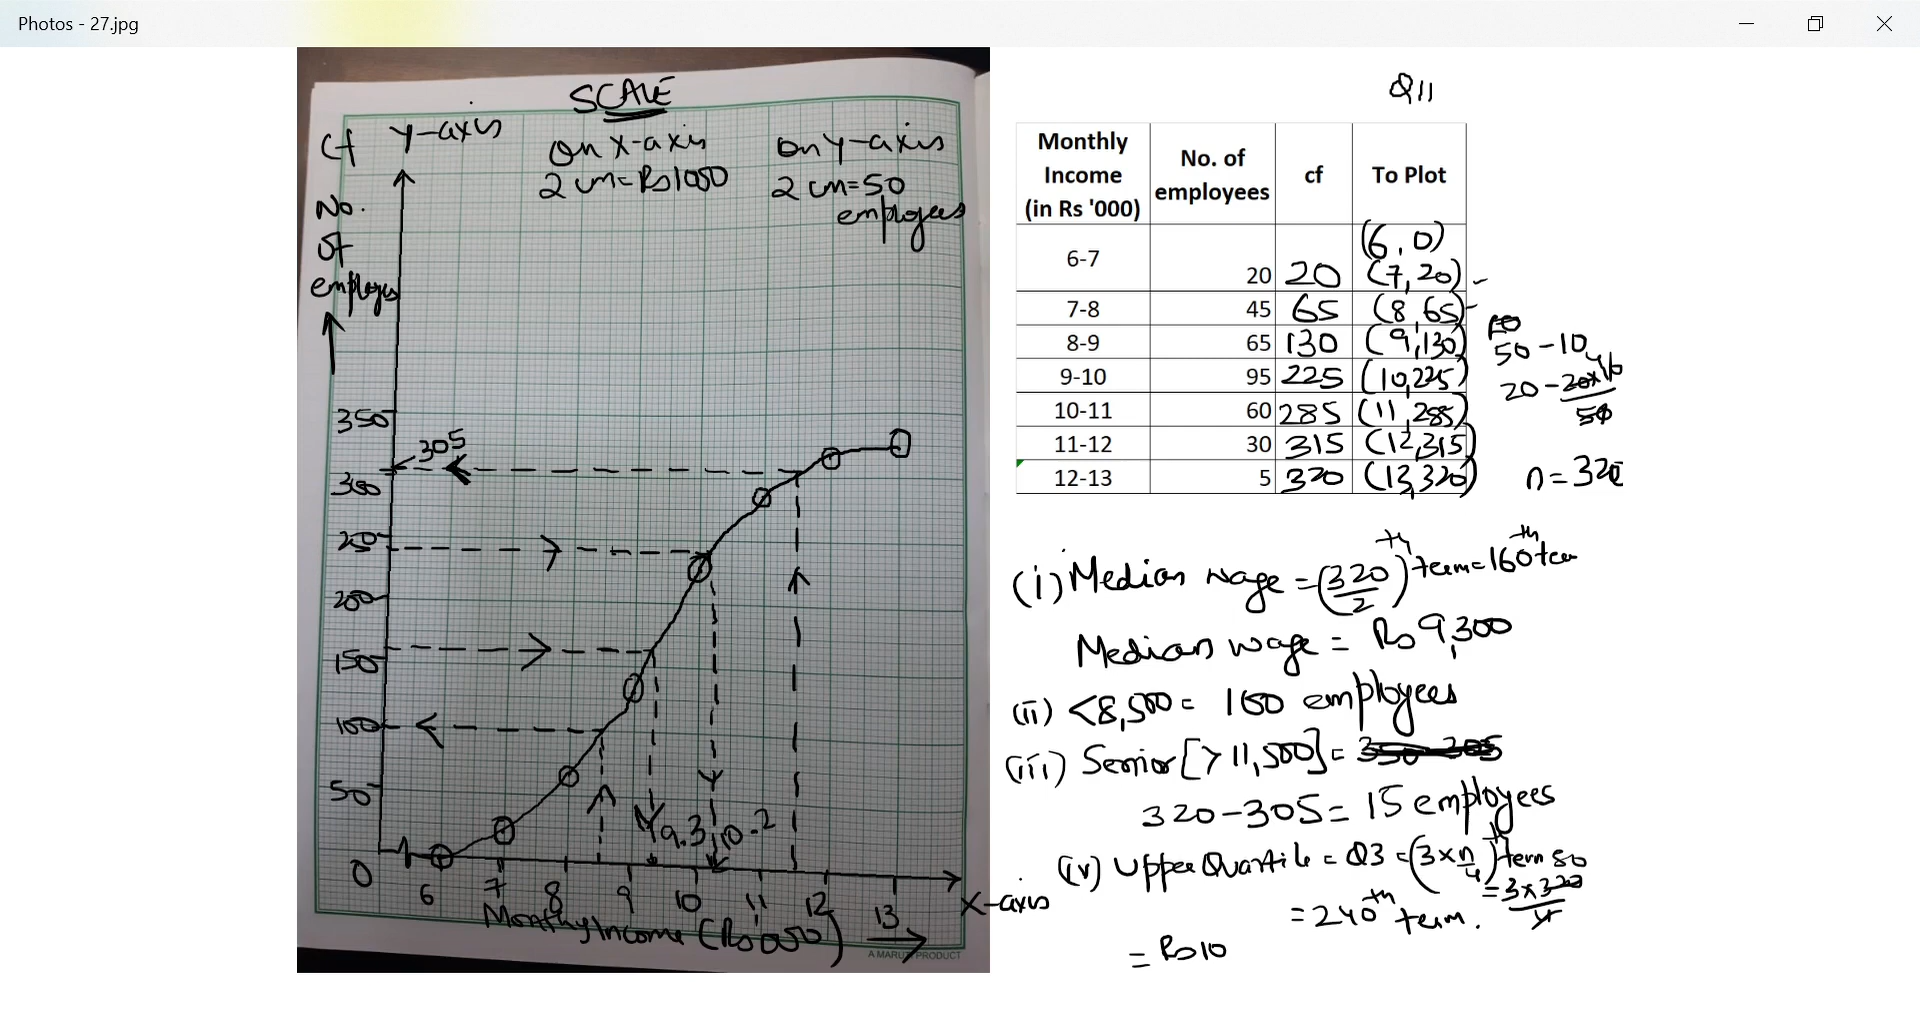 Photos - 27.jpg
SCALE
Y-axis
Cf
No.
of
on X-axis
2 cm = Rs 1000
on Y-axis
2 cm = 50
employees
350
305
300
250
200
150
100
50
0
9.3
10.2
6 7 8 9 10 11 12 13
X-axis
Monthly Income (Rs 000)
A MARUTI PRODUCT
Q11
Monthly Income (in Rs '000) No. of employees cf To Plot
(6, 0)
6-7 20 20 (7, 20)
7-8 45 65 (8, 65)
8-9 65 130 (9, 130)
9-10 95 225 (10, 225)
10-11 60 285 (11, 285)
11-12 30 315 (12, 315)
12-13 5 320 (13, 320)
50 - 10
n = 320
(i) Median wage = (320/2)th term = 160th
Median wage = Rs 9,300
(ii) <8,500 = 100 employees
(iii) Senior [> 11,500] =
320 - 305 = 15 employees
(iv) Upper Quartile = Q3 = (3 x n/4)th term
= 3 x 320/4
= 240th term.
= Rs 10